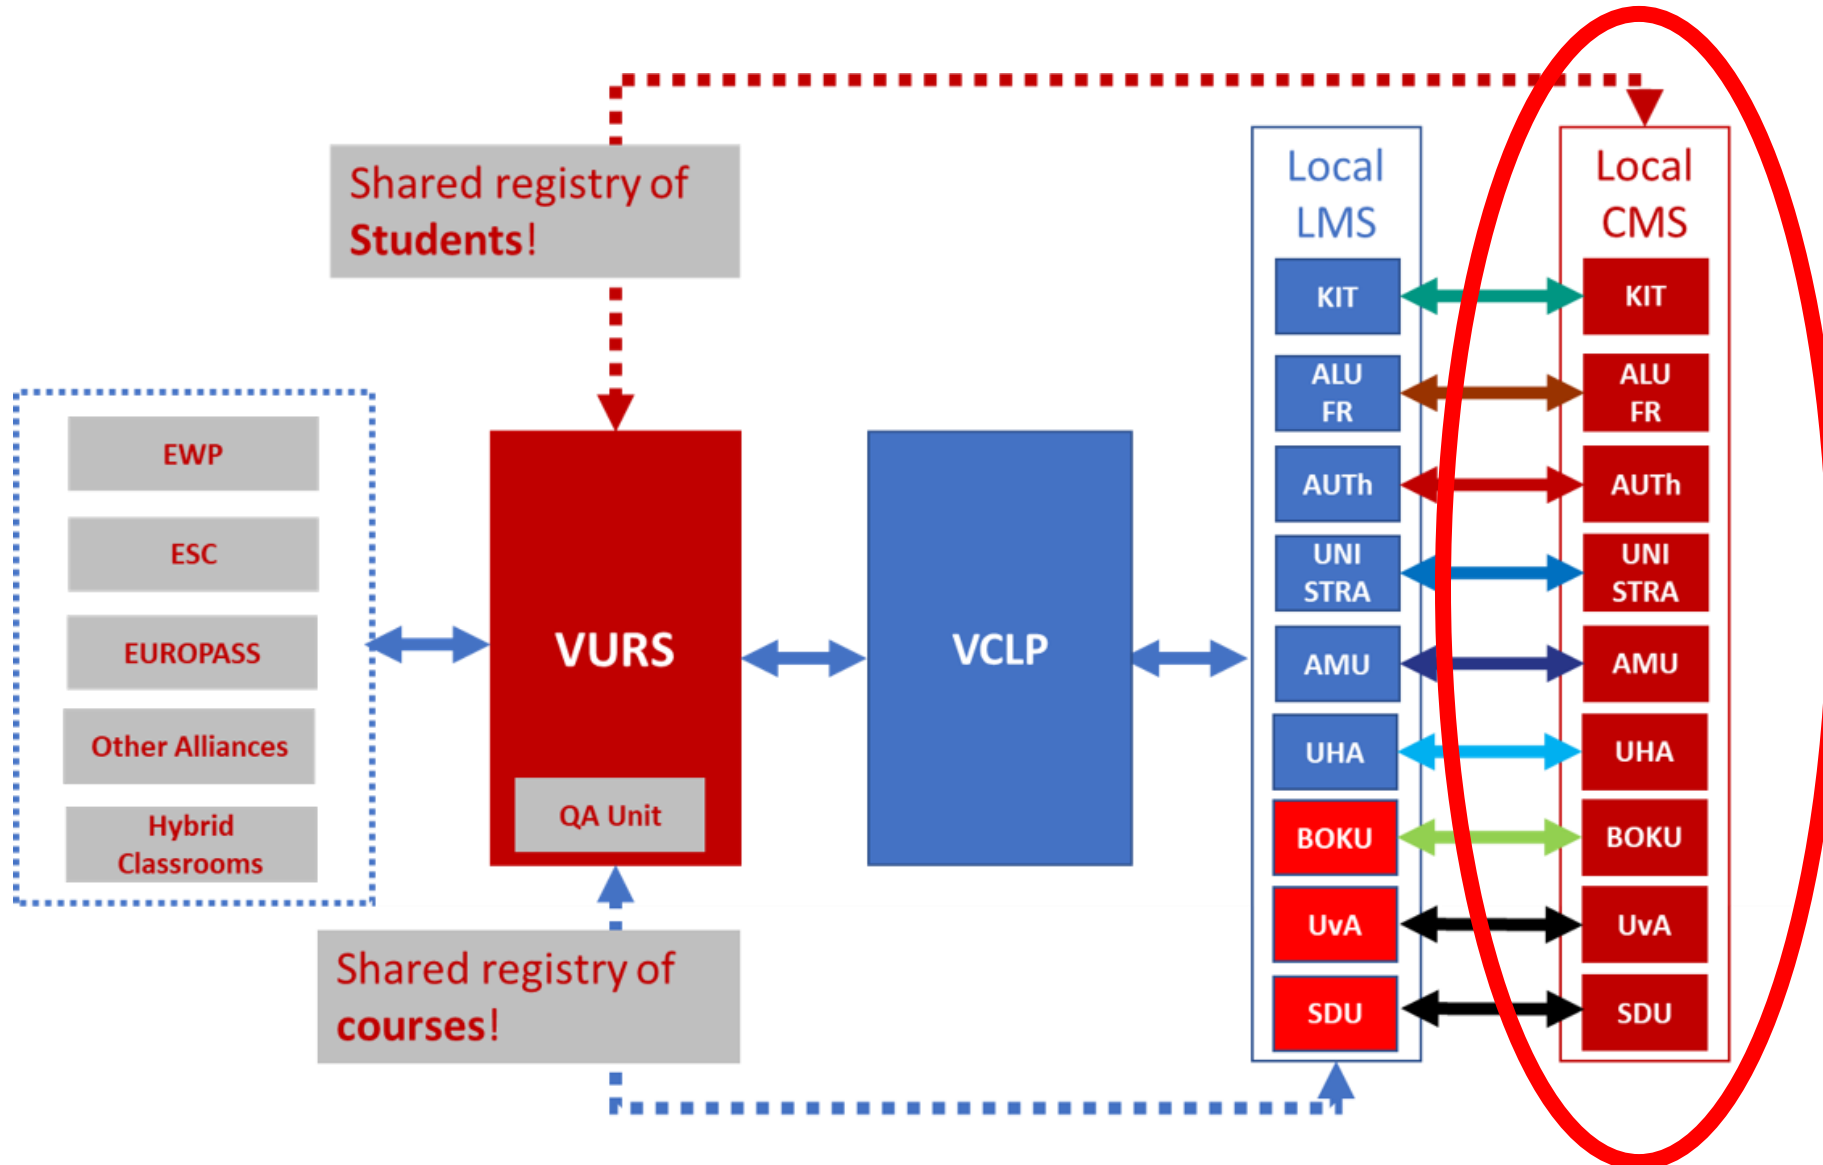 Shared registry of
Students!
EWP
ESC
EUROPASS
Other Alliances
Hybrid
Classrooms
VURS
QA Unit
Shared registry of
courses!
VCLP
Local
LMS
KIT
ALU
FR
AUTh
UNI
STRA
AMU
UHA
BOKU
UvA
SDU
Local
CMS
KIT
ALU
FR
AUTh
UNI
STRA
AMU
UHA
BOKU
UvA
SDU